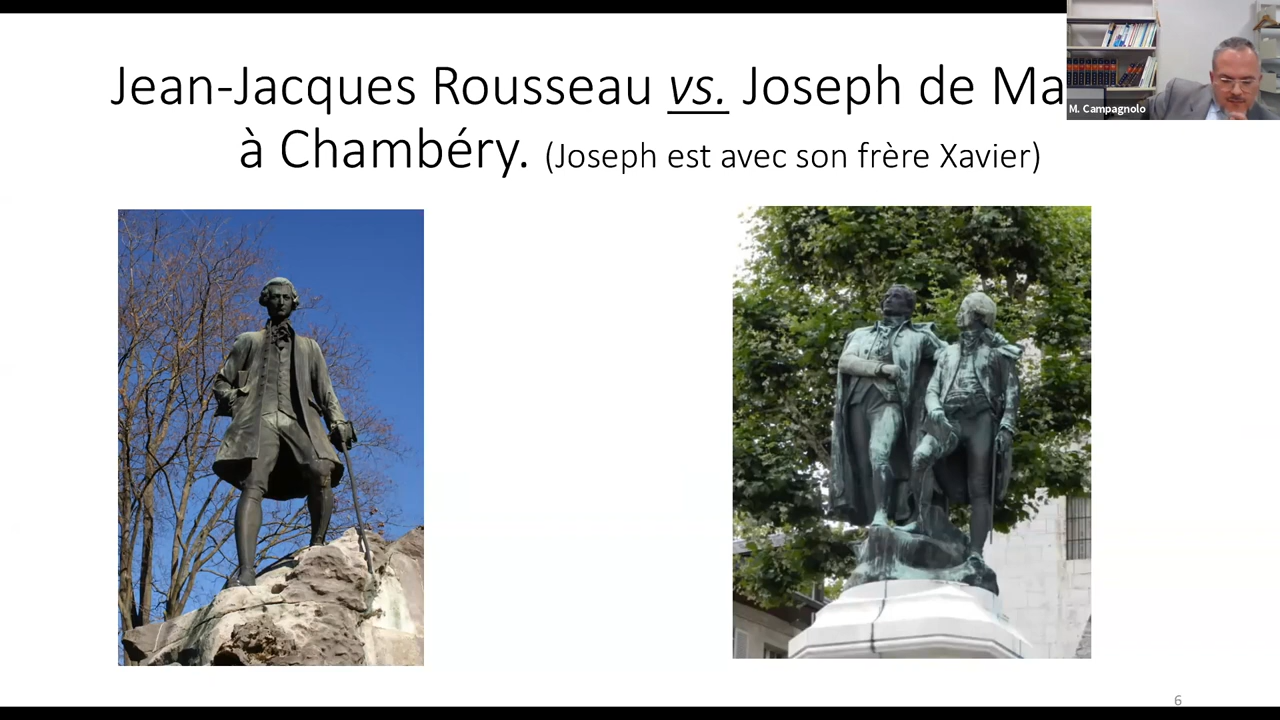 Jean-Jacques Rousseau vs. Joseph de Ma
à Chambéry. (Joseph est avec son frère Xavier)
M. Campagnolo
6